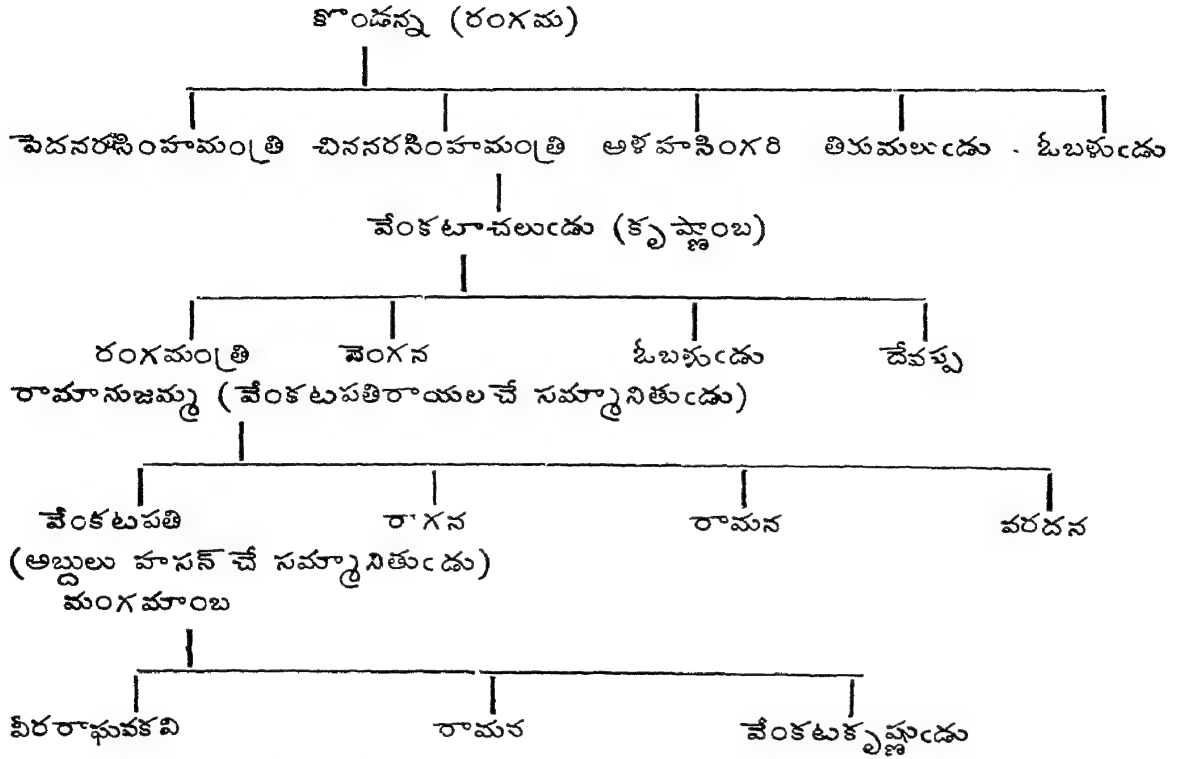 కొండన్న (రంగమ)
పెదనరసింహమంత్రి చిననరసింహమంత్రి అళహసింగరి తిరుమలుఁడు . ఓబళుఁడు
వేంకటాచలుఁడు (కృష్ణాంబ)
రంగమంత్రి వెంగన ఓబళుఁడు దేవప్ప
రామానుజమ్మ (వేంకటపతిరాయలచే సమ్మానితుఁడు)
వేంకటపతి రాగన రామన వరదన
(అబ్దులు హసన్ చే సమ్మానితుఁడు)
మంగమాంబ
వీరరాఘవకవి రామన వేంకటకృష్ణుఁడు